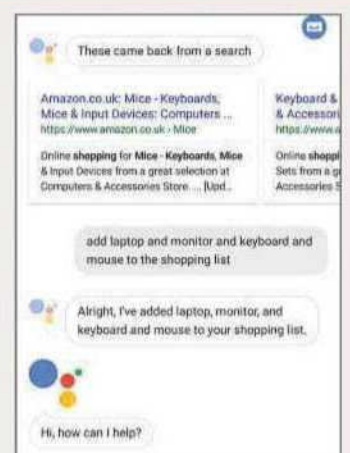 These came back from a search
Amazon.co.uk: Mice - Keyboards,
Mice & Input Devices: Computers ...
https://www.amazon.co.uk › Mice
Online shopping for Mice - Keyboards, Mice
& Input Devices from a great selection at
Computers & Accessories Store. ... [Upd..
Keyboard &
& Accessori
https://www.a
Online shoppi
Sets from a g
Accessories S
add laptop and monitor and keyboard and
mouse to the shopping list
Alright, I've added laptop, monitor, and
keyboard and mouse to your shopping list.
Hi, how can I help?